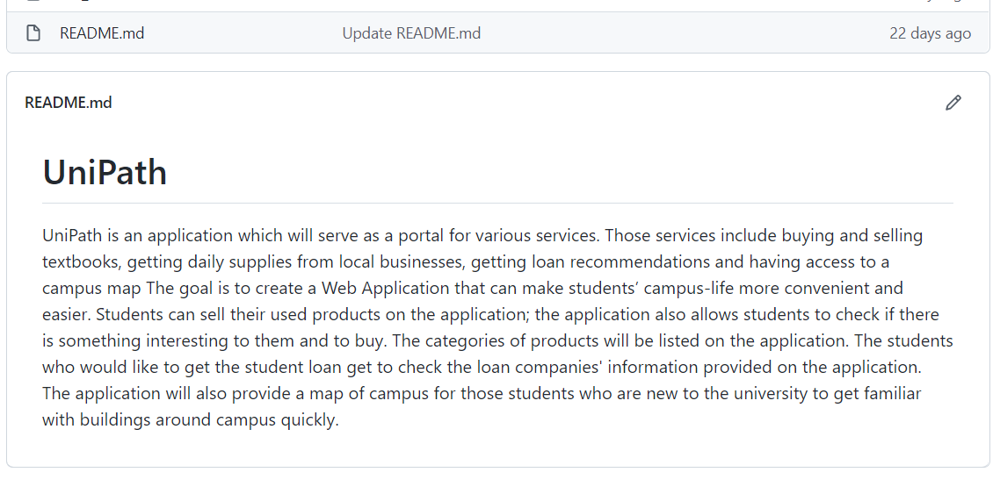 README.md Update README.md 22 days ago
README.md
UniPath
UniPath is an application which will serve as a portal for various services. Those services include buying and selling
textbooks, getting daily supplies from local businesses, getting loan recommendations and having access to a
campus map The goal is to create a Web Application that can make students’ campus-life more convenient and
easier. Students can sell their used products on the application; the application also allows students to check if there
is something interesting to them and to buy. The categories of products will be listed on the application. The students
who would like to get the student loan get to check the loan companies' information provided on the application.
The application will also provide a map of campus for those students who are new to the university to get familiar
with buildings around campus quickly.